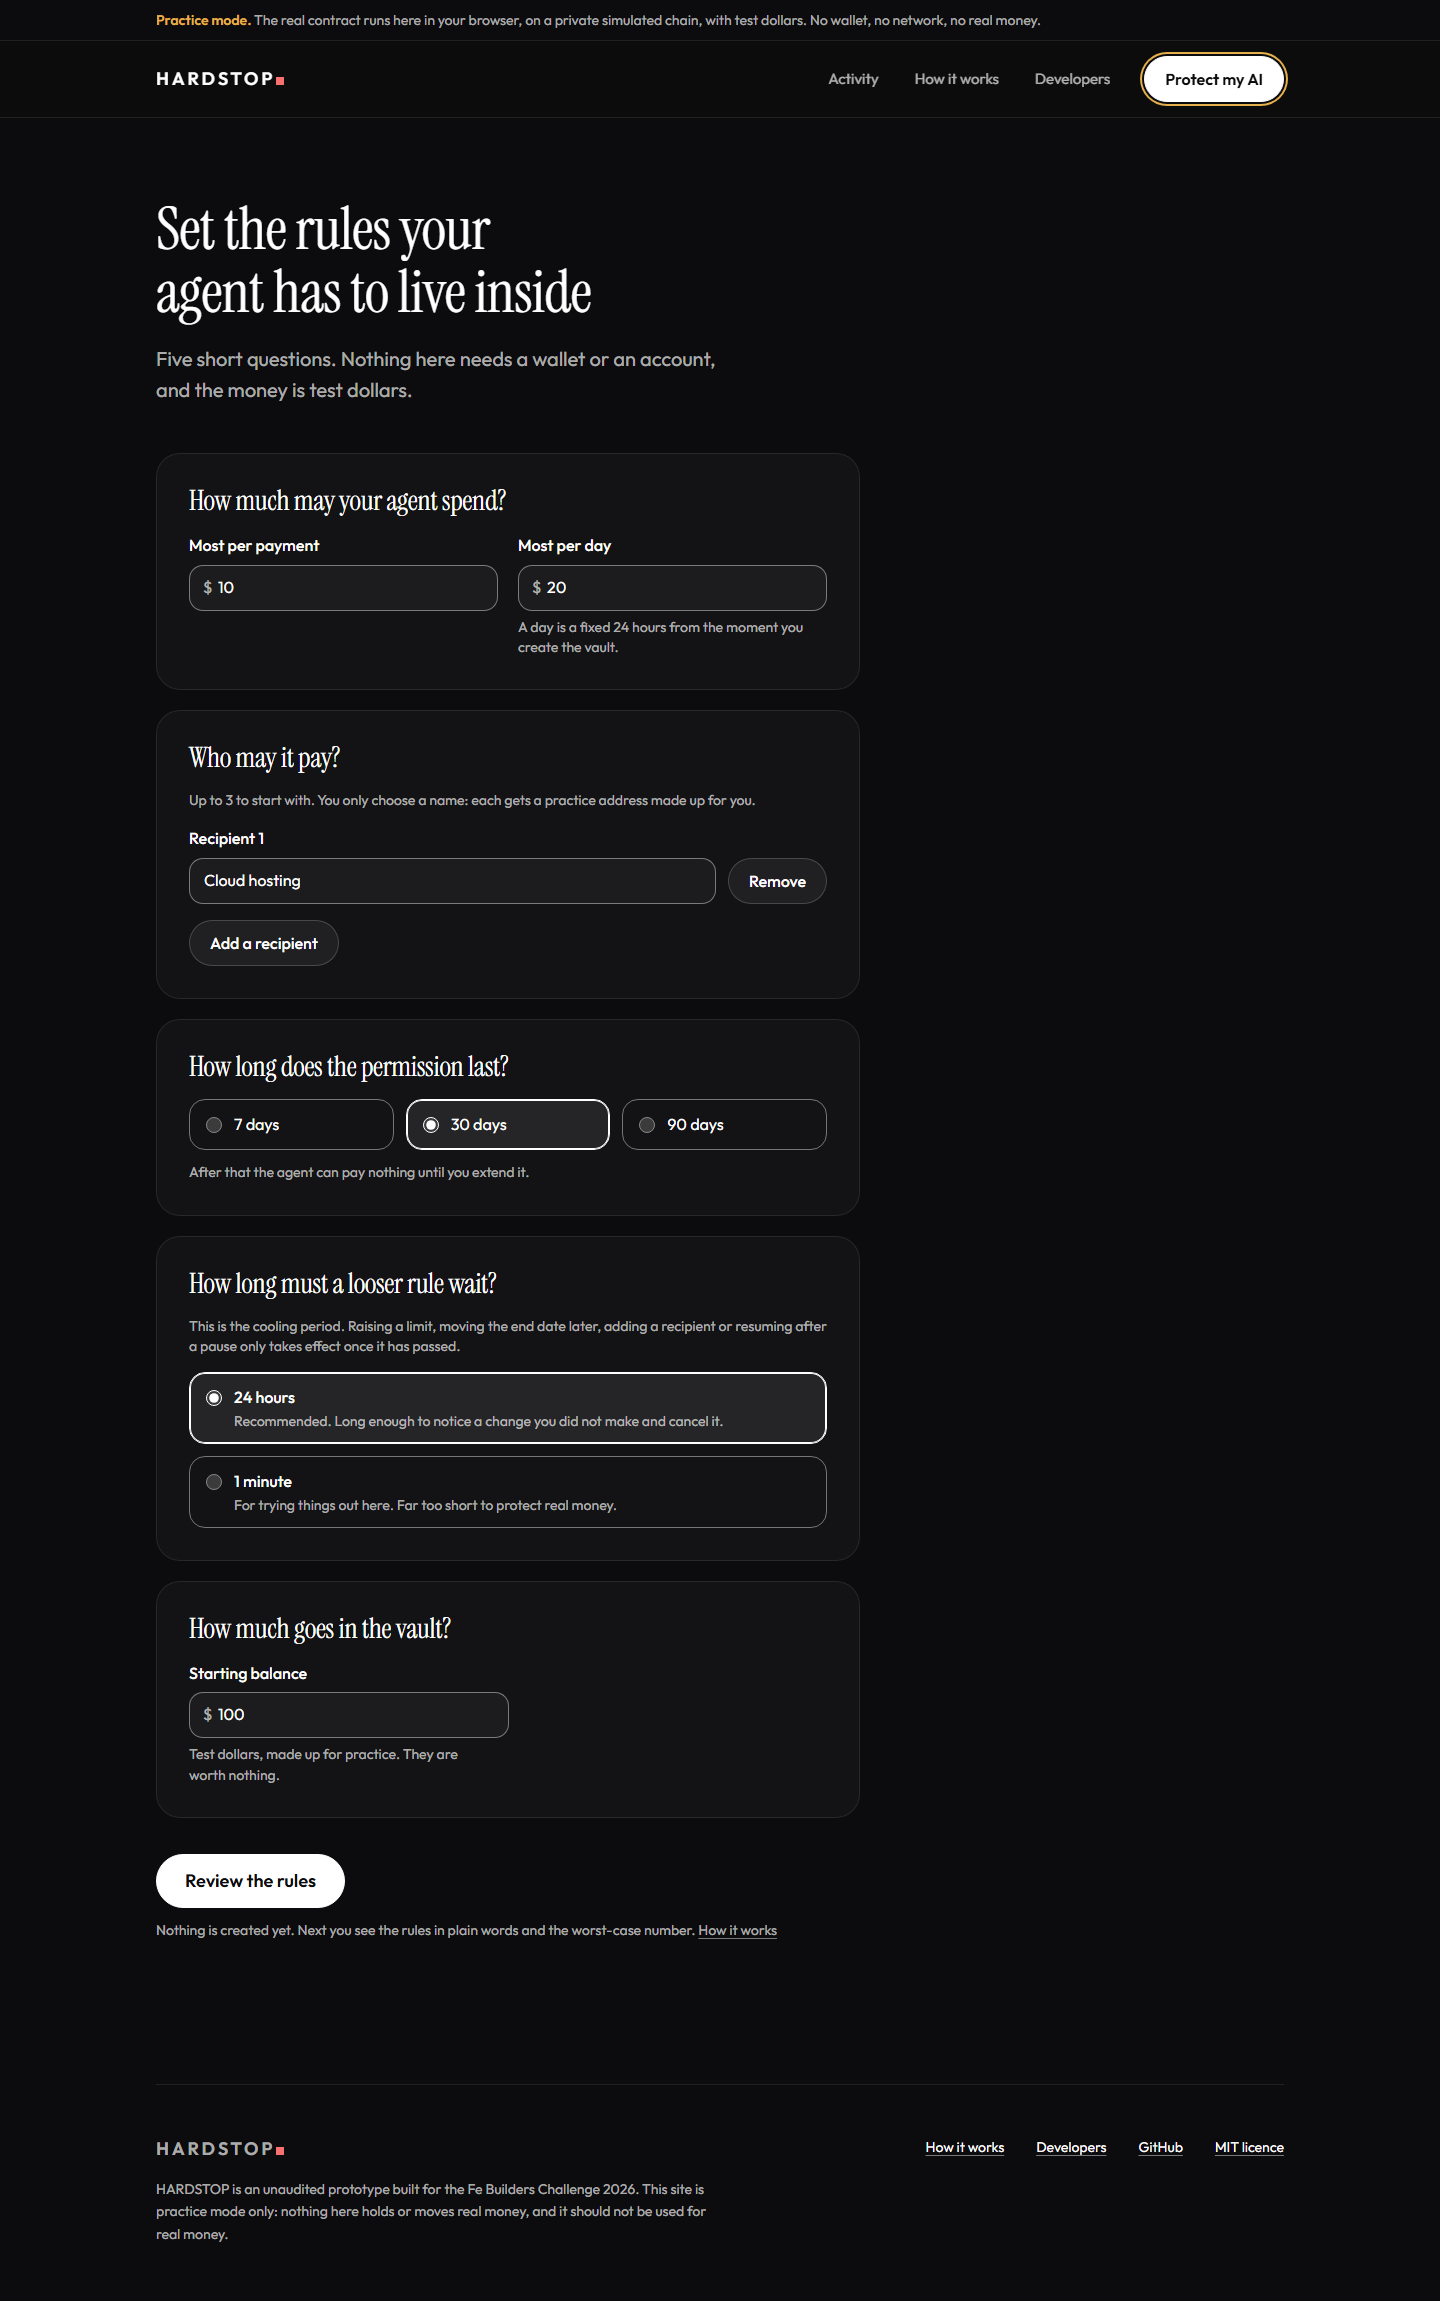 Practice mode. The real contract runs here in your browser, on a private simulated chain, with test dollars. No wallet, no network, no real money.
HARDSTOP
Activity
How it works
Developers
Protect my AI
Set the rules your
agent has to live inside
Five short questions. Nothing here needs a wallet or an account,
and the money is test dollars.
How much may your agent spend?
Most per payment
$ 10
Most per day
$ 20
A day is a fixed 24 hours from the moment you
create the vault.
Who may it pay?
Up to 3 to start with. You only choose a name: each gets a practice address made up for you.
Recipient 1
Cloud hosting
Remove
Add a recipient
How long does the permission last?
7 days
30 days
90 days
After that the agent can pay nothing until you extend it.
How long must a looser rule wait?
This is the cooling period. Raising a limit, moving the end date later, adding a recipient or resuming after
a pause only takes effect once it has passed.
24 hours
Recommended. Long enough to notice a change you did not make and cancel it.
1 minute
For trying things out here. Far too short to protect real money.
How much goes in the vault?
Starting balance
$ 100
Test dollars, made up for practice. They are
worth nothing.
Review the rules
Nothing is created yet. Next you see the rules in plain words and the worst-case number. How it works
HARDSTOP
How it works
Developers
GitHub
MIT licence
HARDSTOP is an unaudited prototype built for the Fe Builders Challenge 2026. This site is
practice mode only: nothing here holds or moves real money, and it should not be used for
real money.